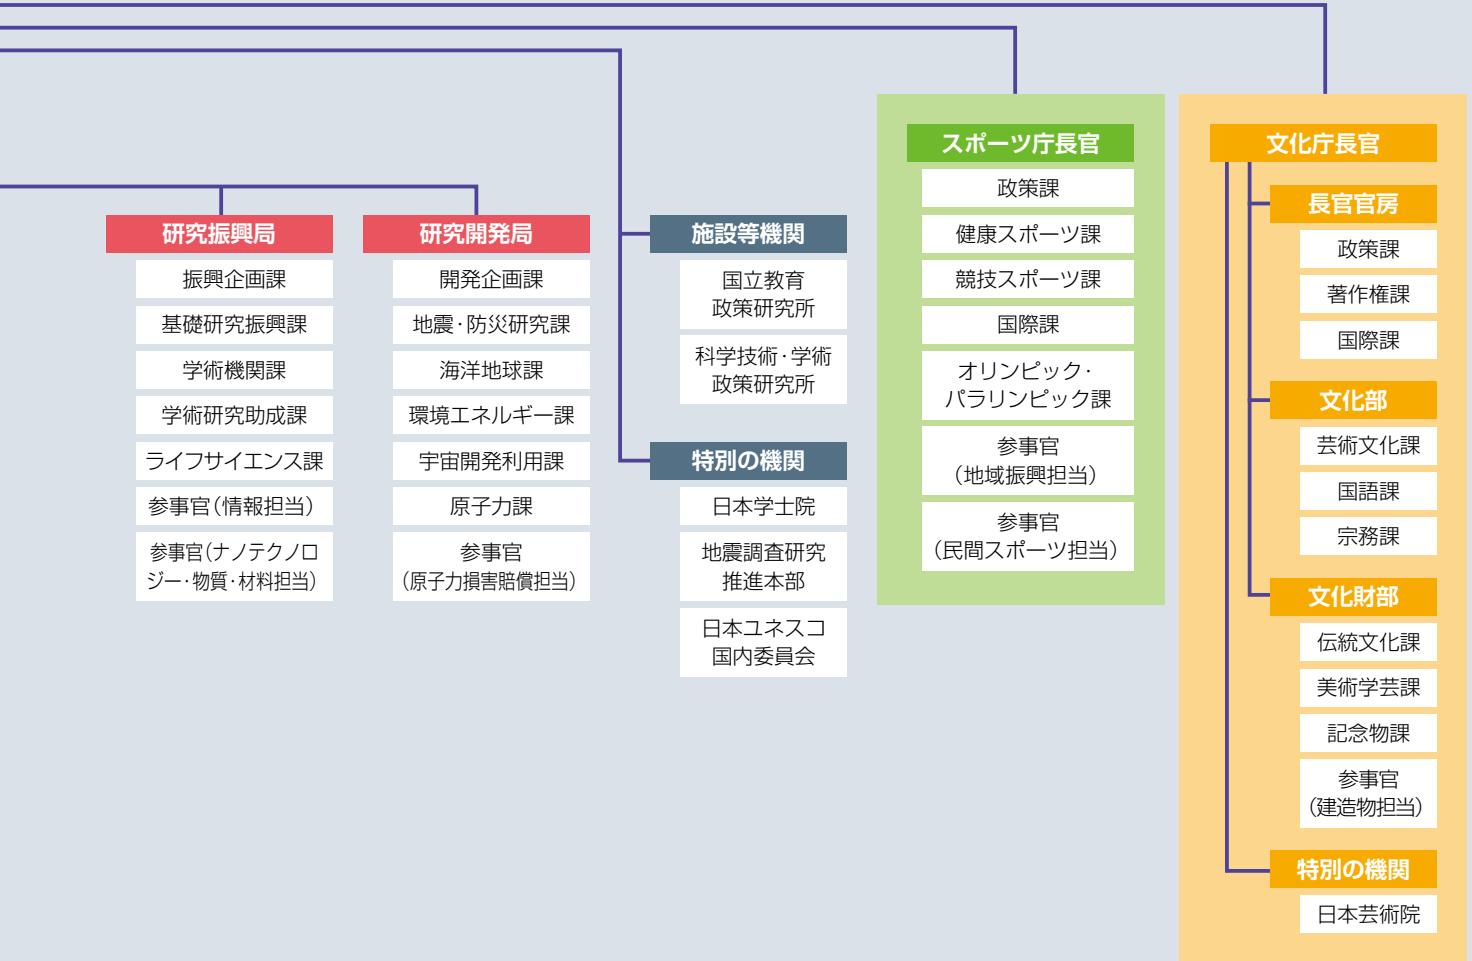 研究振興局
振興企画課
基礎研究振興課
学術機関課
学術研究助成課
ライフサイエンス課
参事官（情報担当）
参事官（ナノテクノロ
ジー・物質・材料担当）
研究開発局
開発企画課
地震・防災研究課
海洋地球課
環境エネルギー課
宇宙開発利用課
原子力課
参事官
（原子力損害賠償担当）
施設等機関
国立教育
政策研究所
科学技術・学術
政策研究所
特別の機関
日本学士院
地震調査研究
推進本部
日本ユネスコ
国内委員会
スポーツ庁長官
政策課
健康スポーツ課
競技スポーツ課
国際課
オリンピック・
パラリンピック課
参事官
（地域振興担当）
参事官
（民間スポーツ担当）
文化庁長官
長官官房
政策課
著作権課
国際課
文化部
芸術文化課
国語課
宗務課
文化財部
伝統文化課
美術学芸課
記念物課
参事官
（建造物担当）
特別の機関
日本芸術院